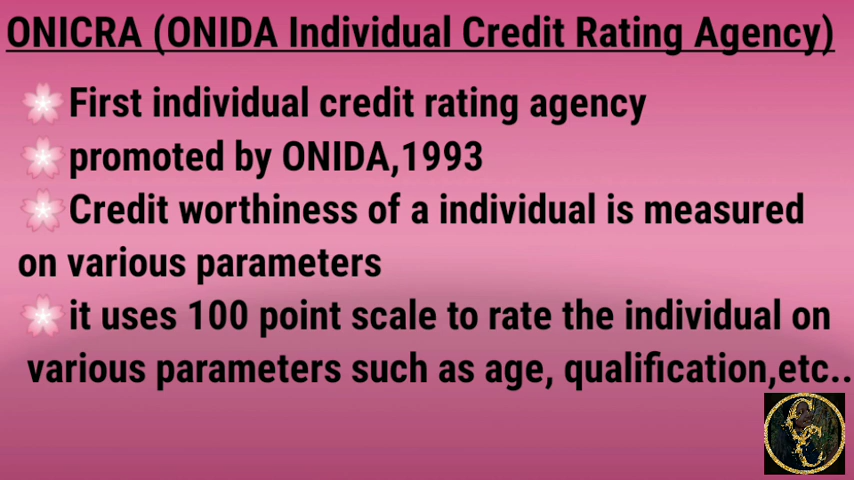 ONICRA (ONIDA Individual Credit Rating Agency)
First individual credit rating agency
promoted by ONIDA,1993
Credit worthiness of a individual is measured
on various parameters
it uses 100 point scale to rate the individual on
various parameters such as age, qualification,etc..